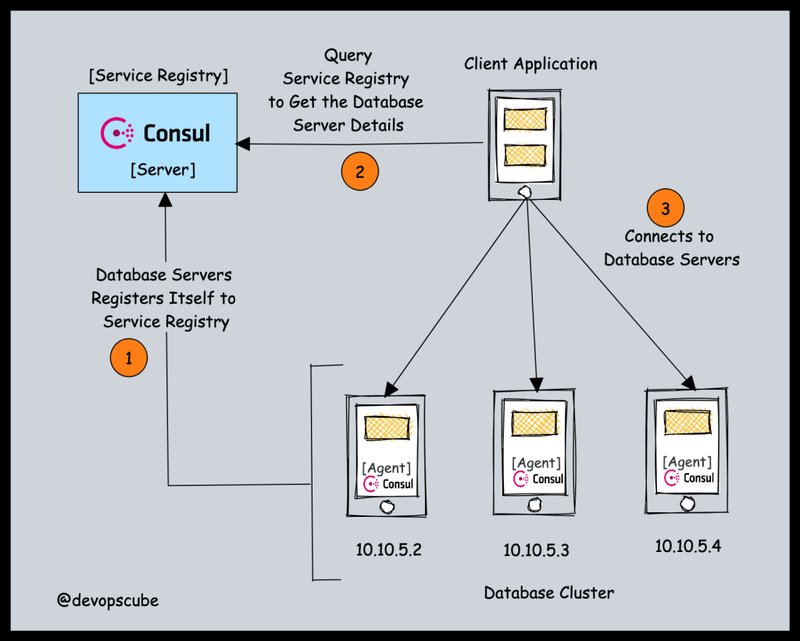 [Service Registry]
Consul
[Server]
Query
Service Registry
to Get the Database
Server Details
2
Client Application
3
Connects to
Database Servers
Database Servers
Registers Itself to
Service Registry
1
[Agent]
Consul
10.10.5.2
[Agent]
Consul
10.10.5.3
[Agent]
Consul
10.10.5.4
Database Cluster
@devopscube